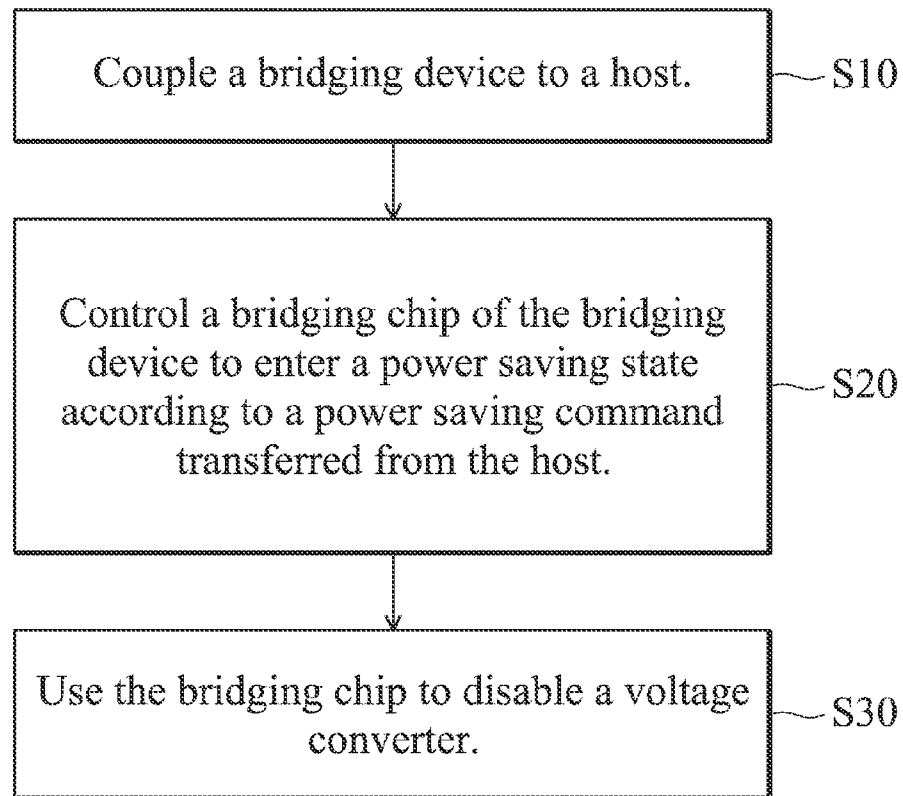 Couple a bridging device to a host.
S10
Control a bridging chip of the bridging
device to enter a power saving state
according to a power saving command
transferred from the host.
S20
Use the bridging chip to disable a voltage
converter.
S30